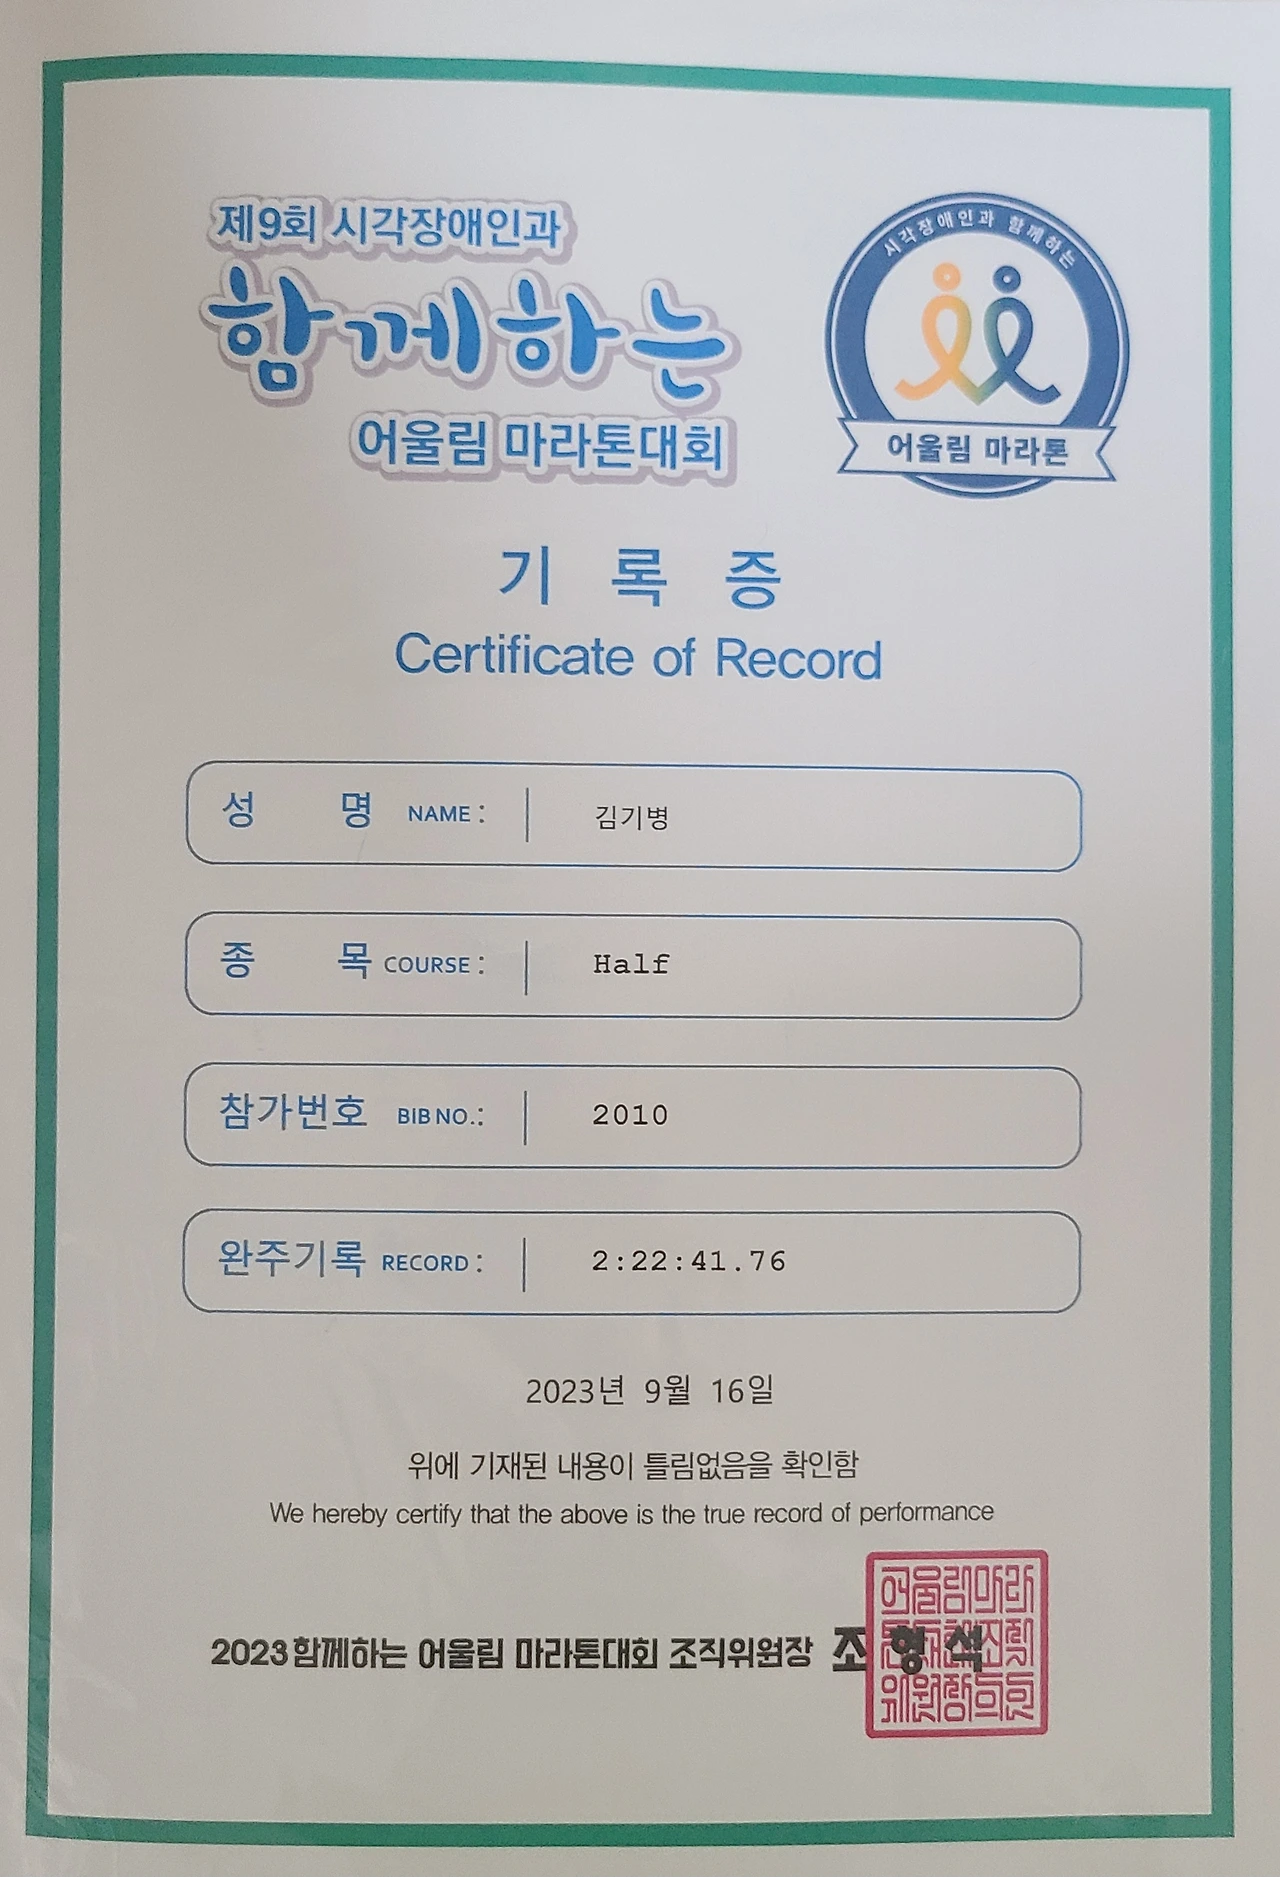 제9회 시각장애인과
함께하는
어울림 마라톤대회
시각장애인과 함께하는
어울림 마라톤
기 록 증
Certificate of Record
성 명 NAME : 김기병
종 목 COURSE : Half
참가번호 BIB NO.: 2010
완주기록 RECORD : 2:22:41.76
2023년 9월 16일
위에 기재된 내용이 틀림없음을 확인함
We hereby certify that the above is the true record of performance
2023 함께하는 어울림 마라톤대회 조직위원장 조형석
어울림마라